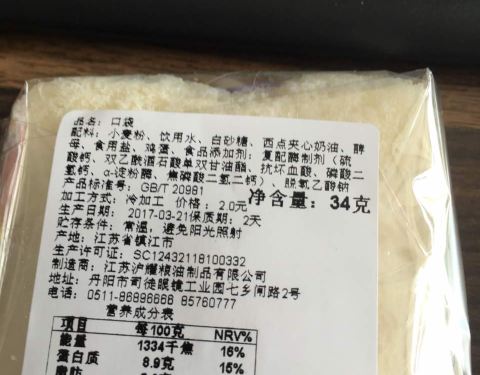 品名: 口袋
配料: 小麦粉、饮用水、白砂糖、西点夹心奶油、酵
母、食用盐、鸡蛋、食品添加剂: 复配酶制剂 (硫
酸钙、双乙酰酒石酸单双甘油酯、抗坏血酸、磷酸二
氢钙、α-淀粉酶、焦磷酸二氢二钙)、脱氧乙酸钠
产品标准号: GB/T 20981 净含量: 34克
加工方式: 冷加工 价格: 2.0元
生产日期: 2017-03-21保质期: 2天
贮存条件: 常温, 避免阳光照射
产地: 江苏省镇江市
生产许可证: SC12432118100332
制造商: 江苏沪耀粮油制品有限公司
地址: 丹阳市司徒眼镜工业园七乡闸路2号
电话: 0511-86896666 85760777
营养成分表
项目 每100克 NRV%
能量 1334千焦 16%
蛋白质 8.9克 15%
脂肪